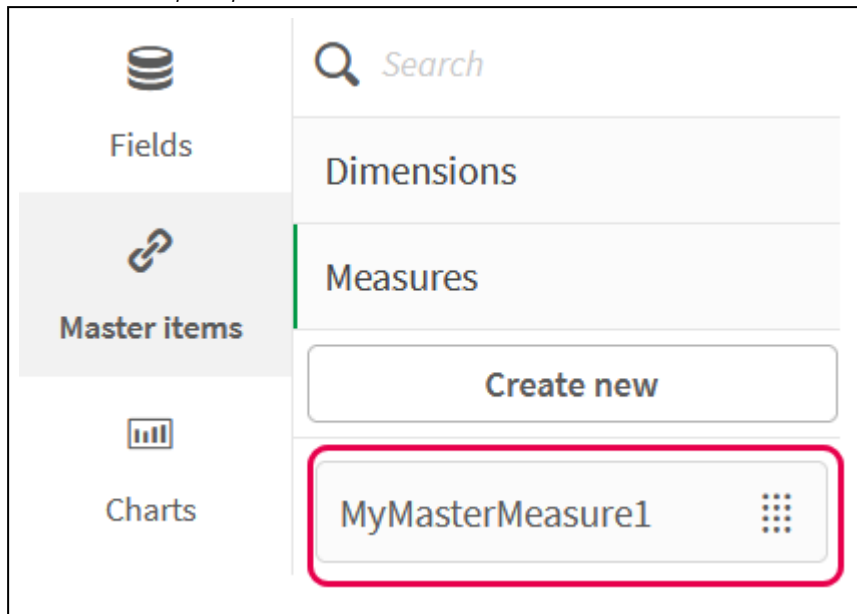 Search
Fields
Dimensions
Measures
Master items
Create new
Charts
MyMasterMeasure1